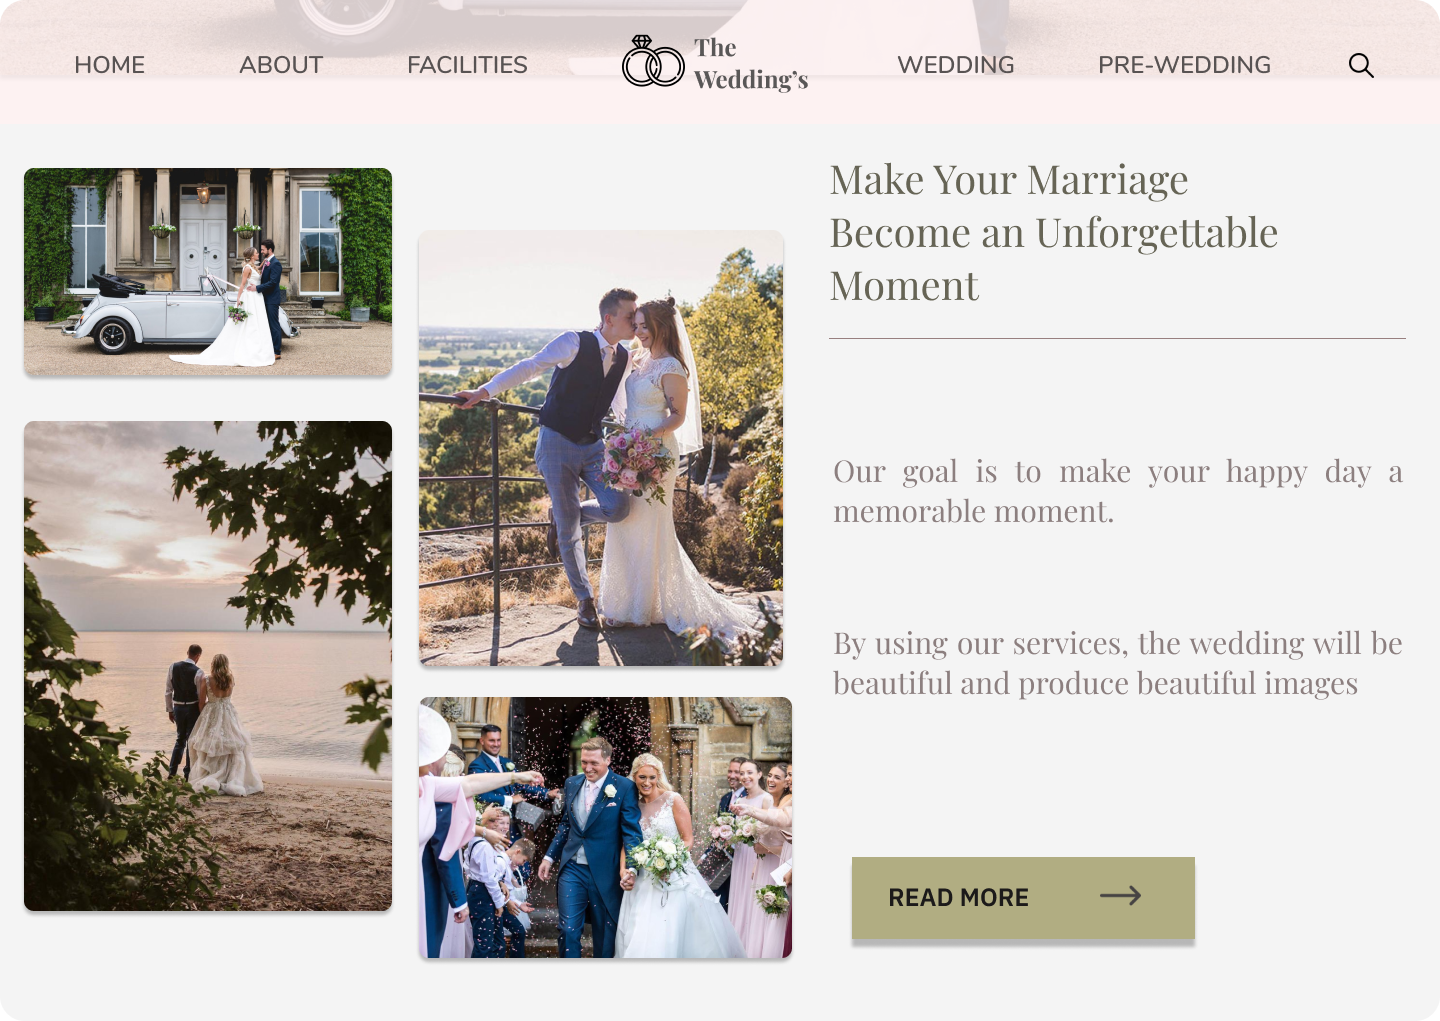 HOME
ABOUT
FACILITIES
The
Wedding’s
WEDDING
PRE-WEDDING
Make Your Marriage
Become an Unforgettable
Moment
Our goal is to make your happy day a
memorable moment.
By using our services, the wedding will be
beautiful and produce beautiful images
READ MORE